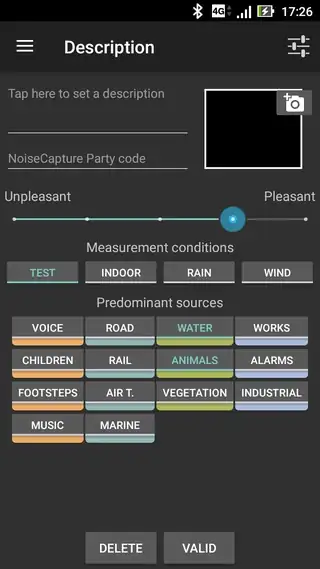 4G 17:26
Description
Tap here to set a description
NoiseCapture Party code
Unpleasant Pleasant
Measurement conditions
TEST INDOOR RAIN WIND
Predominant sources
VOICE ROAD WATER WORKS
CHILDREN RAIL ANIMALS ALARMS
FOOTSTEPS AIR T. VEGETATION INDUSTRIAL
MUSIC MARINE
DELETE VALID